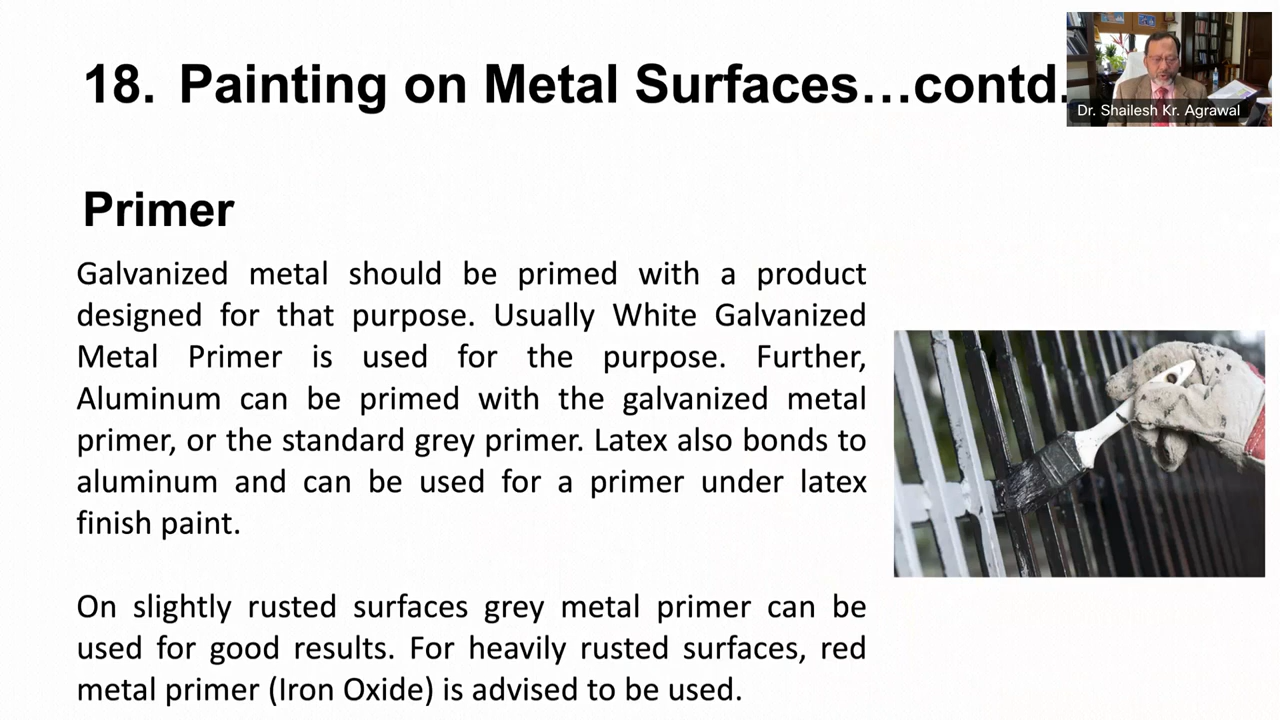 18. Painting on Metal Surfaces...contd.
Dr. Shailesh Kr. Agrawal
Primer
Galvanized metal should be primed with a product
designed for that purpose. Usually White Galvanized
Metal Primer is used for the purpose. Further,
Aluminum can be primed with the galvanized metal
primer, or the standard grey primer. Latex also bonds to
aluminum and can be used for a primer under latex
finish paint.
On slightly rusted surfaces grey metal primer can be
used for good results. For heavily rusted surfaces, red
metal primer (Iron Oxide) is advised to be used.